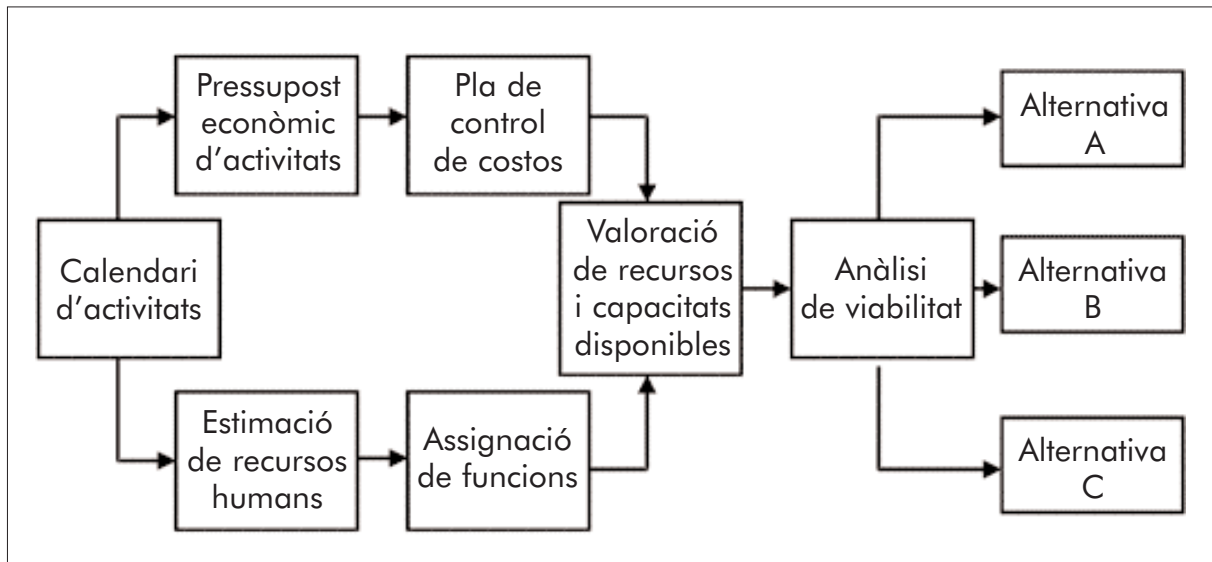 Calendari
d’activitats
Pressupost
econòmic
d’activitats
Pla de
control
de costos
Estimació
de recursos
humans
Assignació
de funcions
Valoració
de recursos
i capacitats
disponibles
Anàlisi
de viabilitat
Alternativa
A
Alternativa
B
Alternativa
C